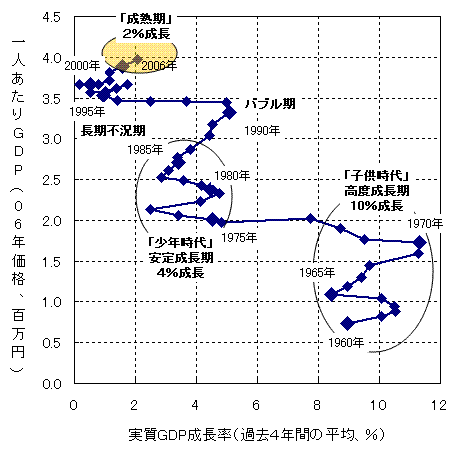 「成熟期」
2%成長
4.5
4.0
3.5
3.0
2.5
2.0
1.5
1.0
0.5
0.0
2000年
2006年
1995年
バブル期
長期不況期
1990年
1985年
1980年
「子供時代」
高度成長期
10%成長
1970年
「少年時代」
安定成長期
4%成長
1975年
1965年
1960年
0 2 4 6 8 10 12
一人あたりGDP(06年価格、百万円)
実質GDP成長率(過去4年間の平均、%)